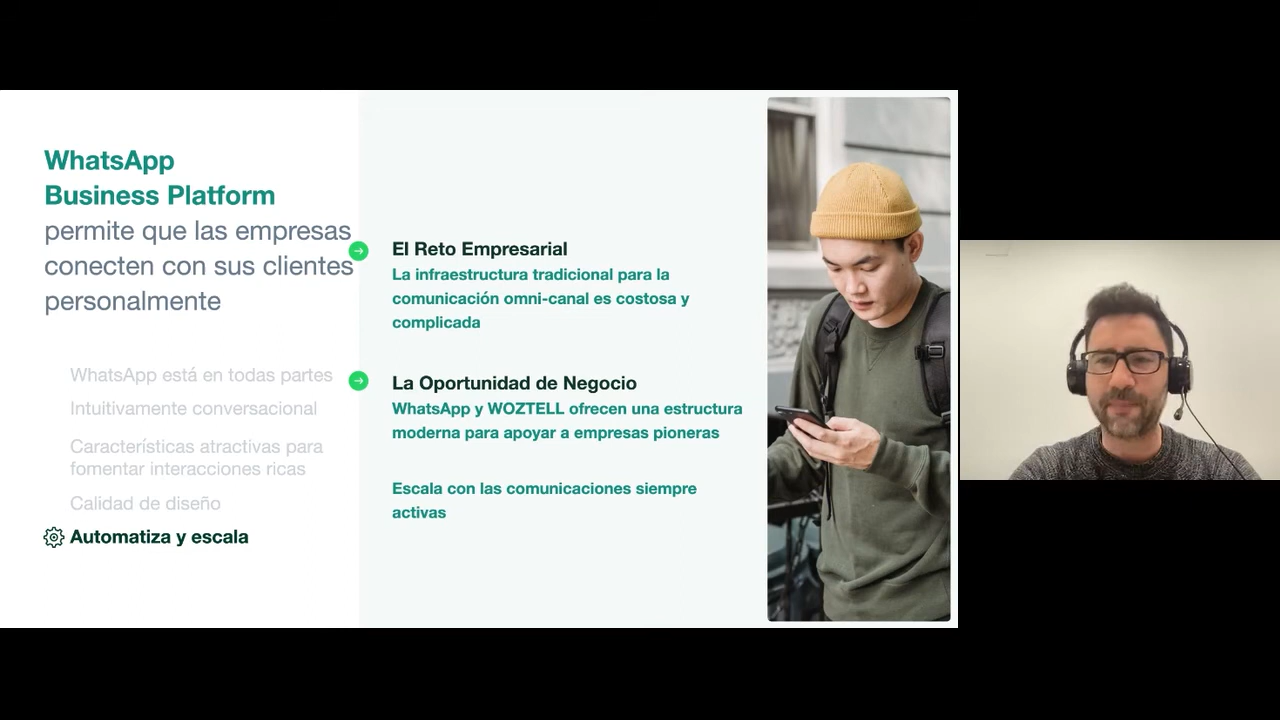 WhatsApp
Business Platform
permite que las empresas
conecten con sus clientes
personalmente
WhatsApp está en todas partes
Intuitivamente conversacional
Características atractivas para
fomentar interacciones ricas
Calidad de diseño
Automatiza y escala
El Reto Empresarial
La infraestructura tradicional para la
comunicación omni-canal es costosa y
complicada
La Oportunidad de Negocio
WhatsApp y WOZTELL ofrecen una estructura
moderna para apoyar a empresas pioneras
Escala con las comunicaciones siempre
activas